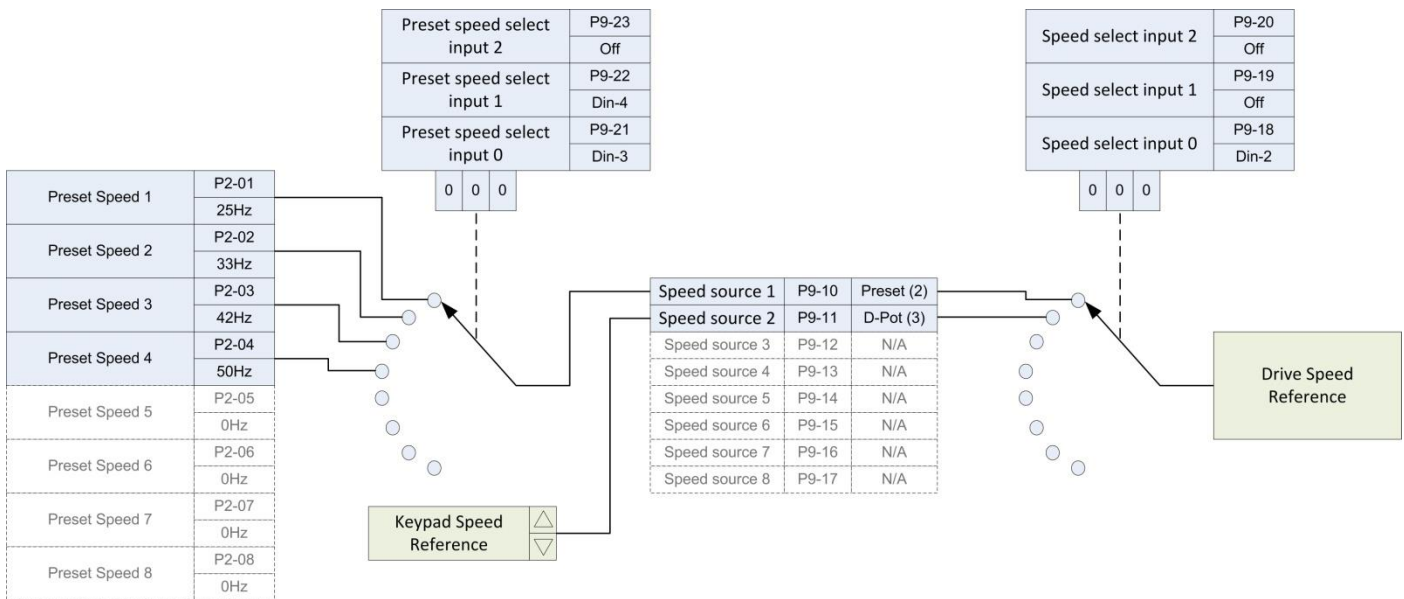 Preset speed select
input 2
P9-23
Off
Preset speed select
input 1
P9-22
Din-4
Preset speed select
input 0
P9-21
Din-3
0 0 0
Speed select input 2
P9-20
Off
Speed select input 1
P9-19
Off
Speed select input 0
P9-18
Din-2
0 0 0
Preset Speed 1
P2-01
25Hz
Preset Speed 2
P2-02
33Hz
Preset Speed 3
P2-03
42Hz
Preset Speed 4
P2-04
50Hz
Preset Speed 5
P2-05
0Hz
Preset Speed 6
P2-06
0Hz
Preset Speed 7
P2-07
0Hz
Preset Speed 8
P2-08
0Hz
Speed source 1 P9-10 Preset (2)
Speed source 2 P9-11 D-Pot (3)
Speed source 3 P9-12 N/A
Speed source 4 P9-13 N/A
Speed source 5 P9-14 N/A
Speed source 6 P9-15 N/A
Speed source 7 P9-16 N/A
Speed source 8 P9-17 N/A
Keypad Speed
Reference
Drive Speed
Reference